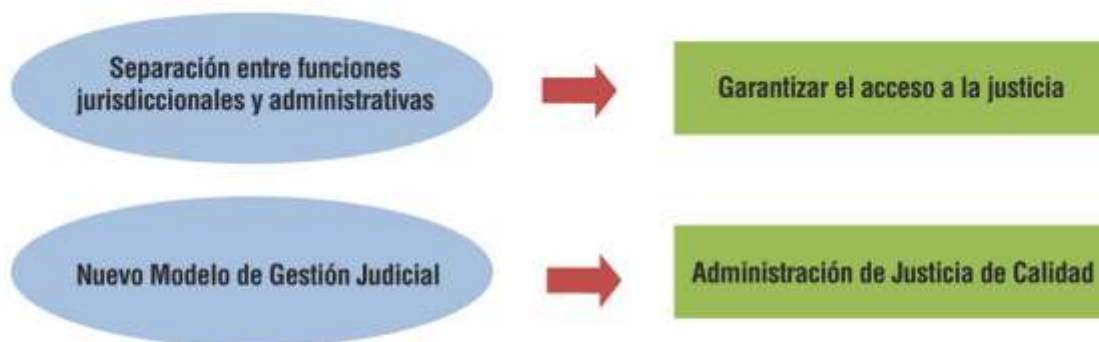 Separación entre funciones
jurisdiccionales y administrativas
Garantizar el acceso a la justicia
Nuevo Modelo de Gestión Judicial
Administración de Justicia de Calidad